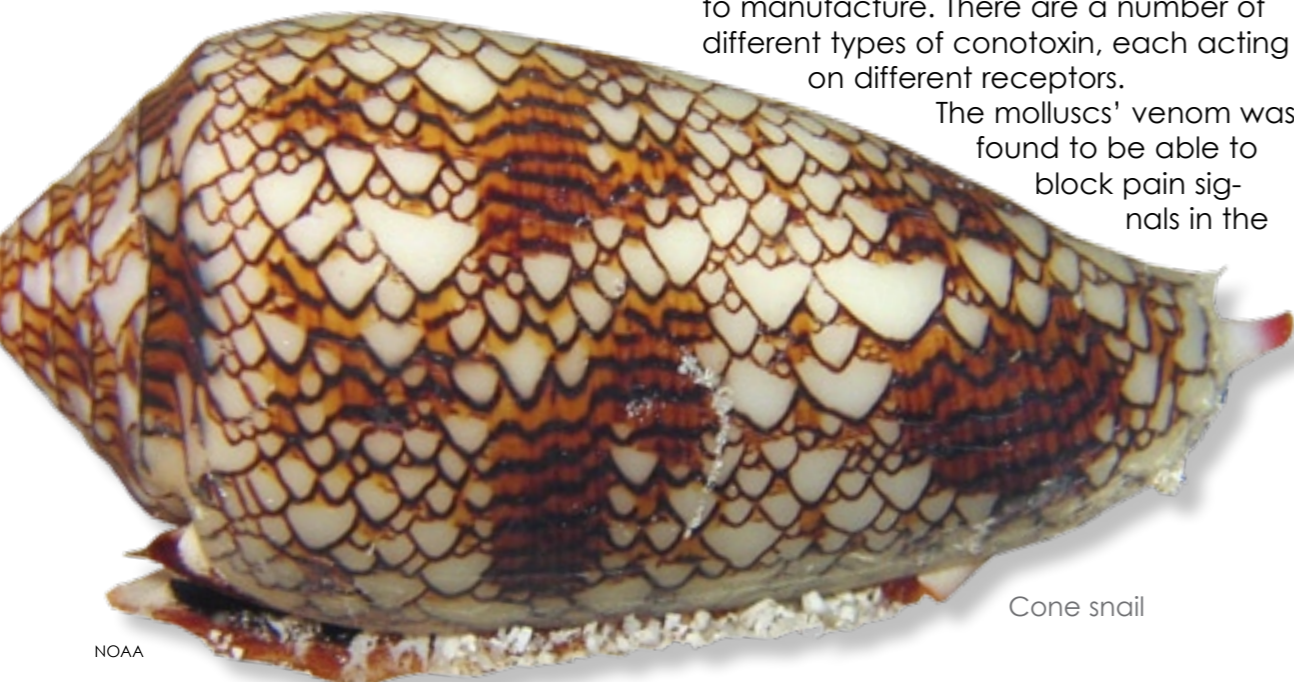 to manufacture. There are a number of
different types of conotoxin, each acting
on different receptors.
The molluscs’ venom was
found to be able to
block pain sig-
nals in the
Cone snail
NOAA